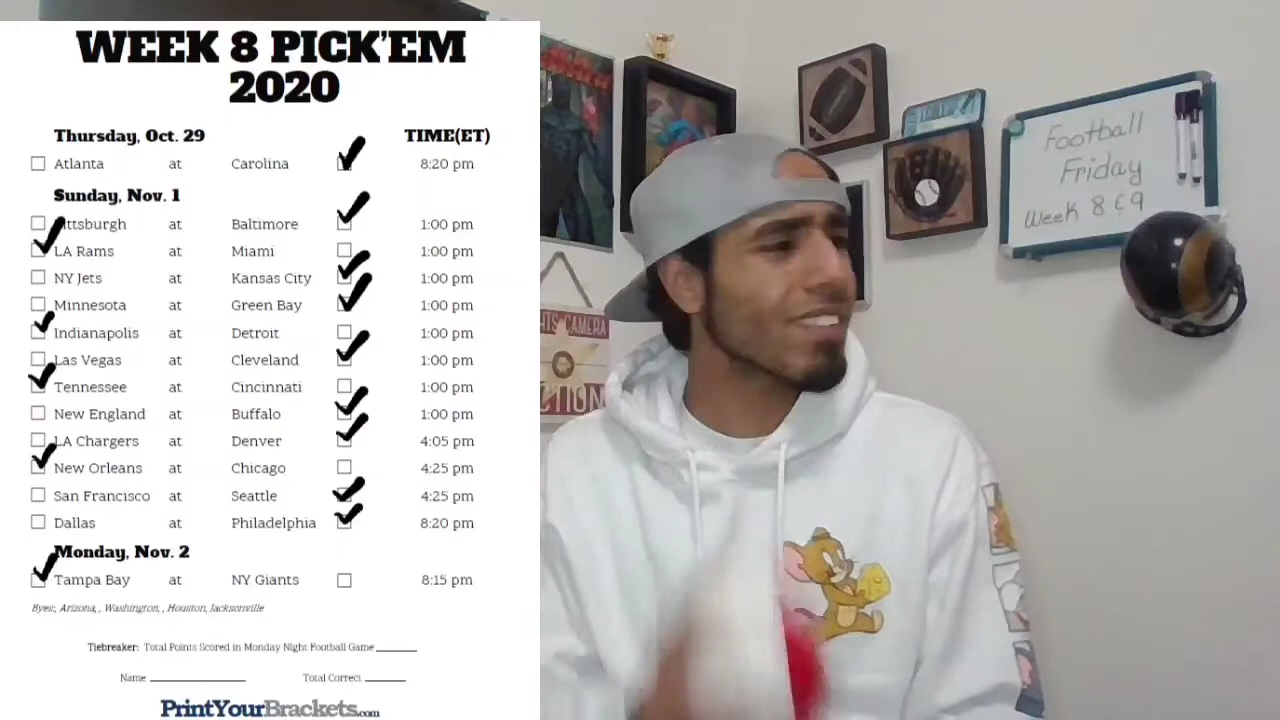 WEEK 8 PICK'EM
2020
Thursday, Oct. 29 TIME(ET)
Atlanta at Carolina 8:20 pm
Sunday, Nov. 1
Pittsburgh at Baltimore 1:00 pm
LA Rams at Miami 1:00 pm
NY Jets at Kansas City 1:00 pm
Minnesota at Green Bay 1:00 pm
Indianapolis at Detroit 1:00 pm
Las Vegas at Cleveland 1:00 pm
Tennessee at Cincinnati 1:00 pm
New England at Buffalo 1:00 pm
LA Chargers at Denver 4:05 pm
New Orleans at Chicago 4:25 pm
San Francisco at Seattle 4:25 pm
Dallas at Philadelphia 8:20 pm
Monday, Nov. 2
Tampa Bay at NY Giants 8:15 pm
Byes:, Arizona, , Washington, , Houston, Jacksonville
Tiebreaker: Total Points Scored in Monday Night Football Game
Name Total Correct
PrintYourBrackets.com
Football
Friday
Week 8 & 9
CAMERA